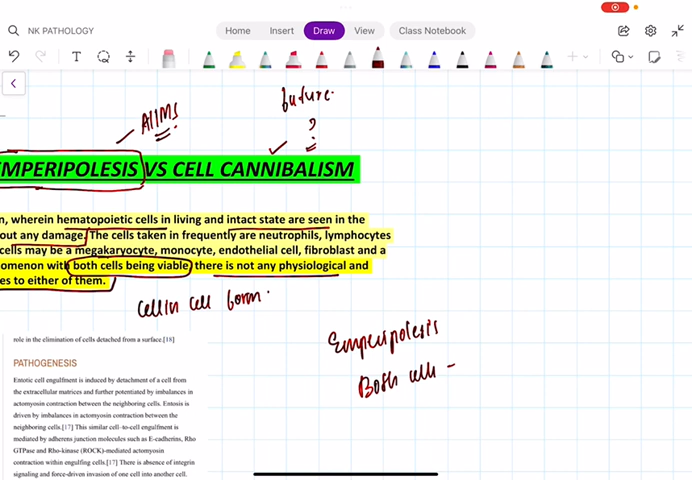 NK PATHOLOGY
Home Insert Draw View Class Notebook
AIIMS
future.
?
EMPERIPOLESIS VS CELL CANNIBALISM
n, wherein hematopoietic cells in living and intact state are seen in the
out any damage. The cells taken in frequently are neutrophils, lymphocytes
cells may be a megakaryocyte, monocyte, endothelial cell, fibroblast and a
omenon with both cells being viable, there is not any physiological and
es to either of them.
Cell in cell form.
Emperipolesis
Both cells -
role in the elimination of cells detached from a surface.[18]
PATHOGENESIS
Entotic cell engulfment is induced by detachment of a cell from
the extracellular matrices and further potentiated by imbalances in
actomyosin contraction between the neighboring cells. Entosis is
driven by imbalances in actomyosin contraction between the
neighboring cells.[17] This similar cell-to-cell engulfment is
mediated by adherens junction molecules such as E-cadherins, Rho
GTPase and Rho-kinase (ROCK)-mediated actomyosin
contraction within engulfing cells.[17] There is absence of integrin
signaling and force-driven invasion of one cell into another cell.